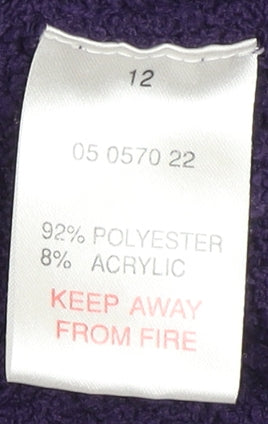 12
05 0570 22
92% POLYESTER
8% ACRYLIC
KEEP AWAY
FROM FIRE